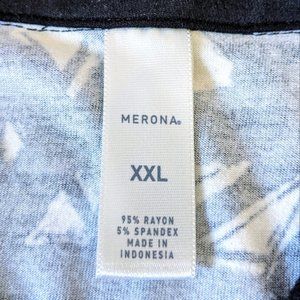 MERONA®
XXL
95% RAYON
5% SPANDEX
MADE IN
INDONESIA